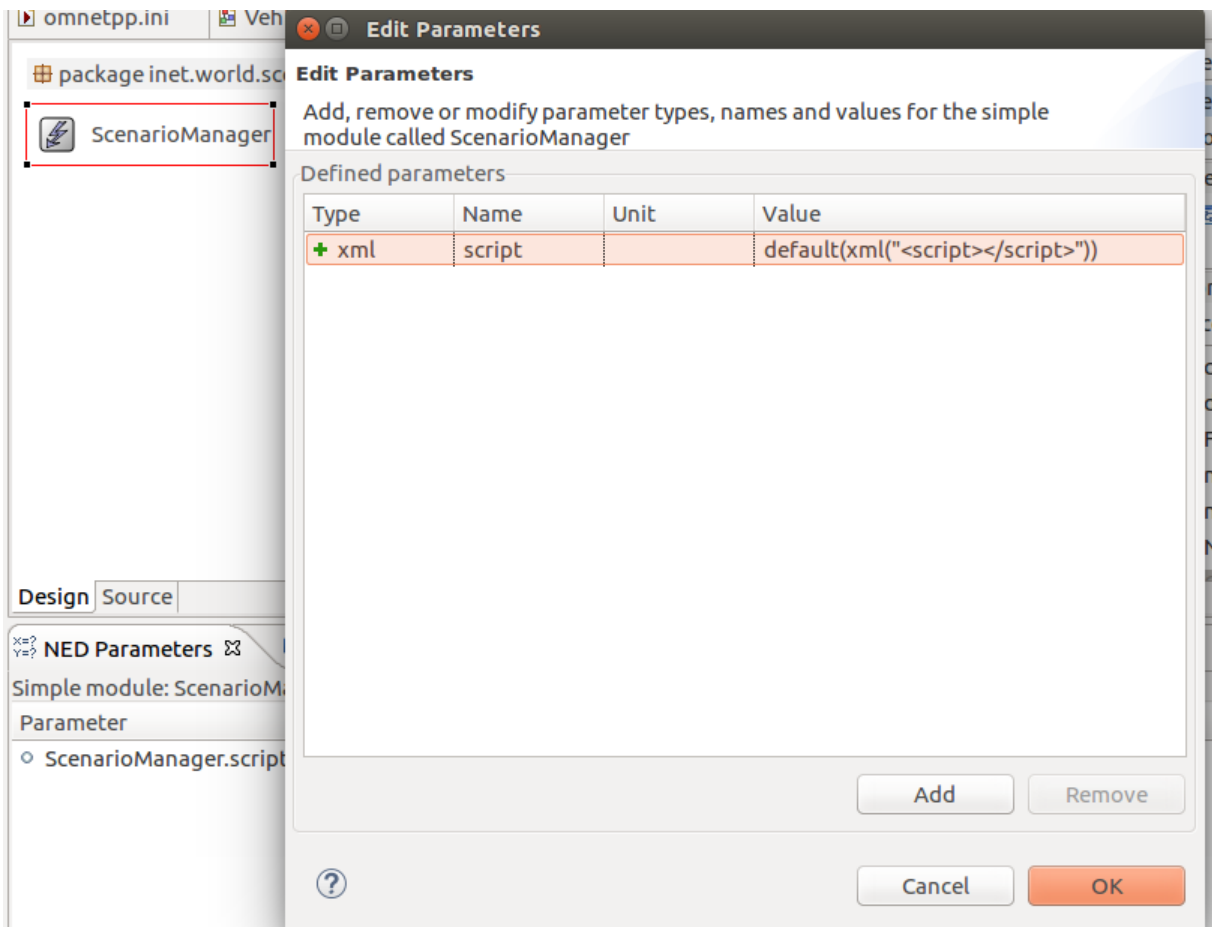 omnetpp.ini
Veh
Edit Parameters
package inet.world.sc
ScenarioManager
Edit Parameters
Add, remove or modify parameter types, names and values for the simple
module called ScenarioManager
Defined parameters
Type Name Unit Value
xml script default(xml("<script></script>"))
Design Source
NED Parameters
Simple module: ScenarioMa
Parameter
ScenarioManager.script
Add Remove
Cancel OK